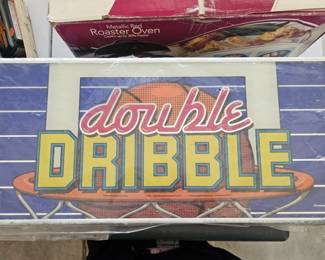 Metallic Red
Roaster Oven
double
DRIBBLE